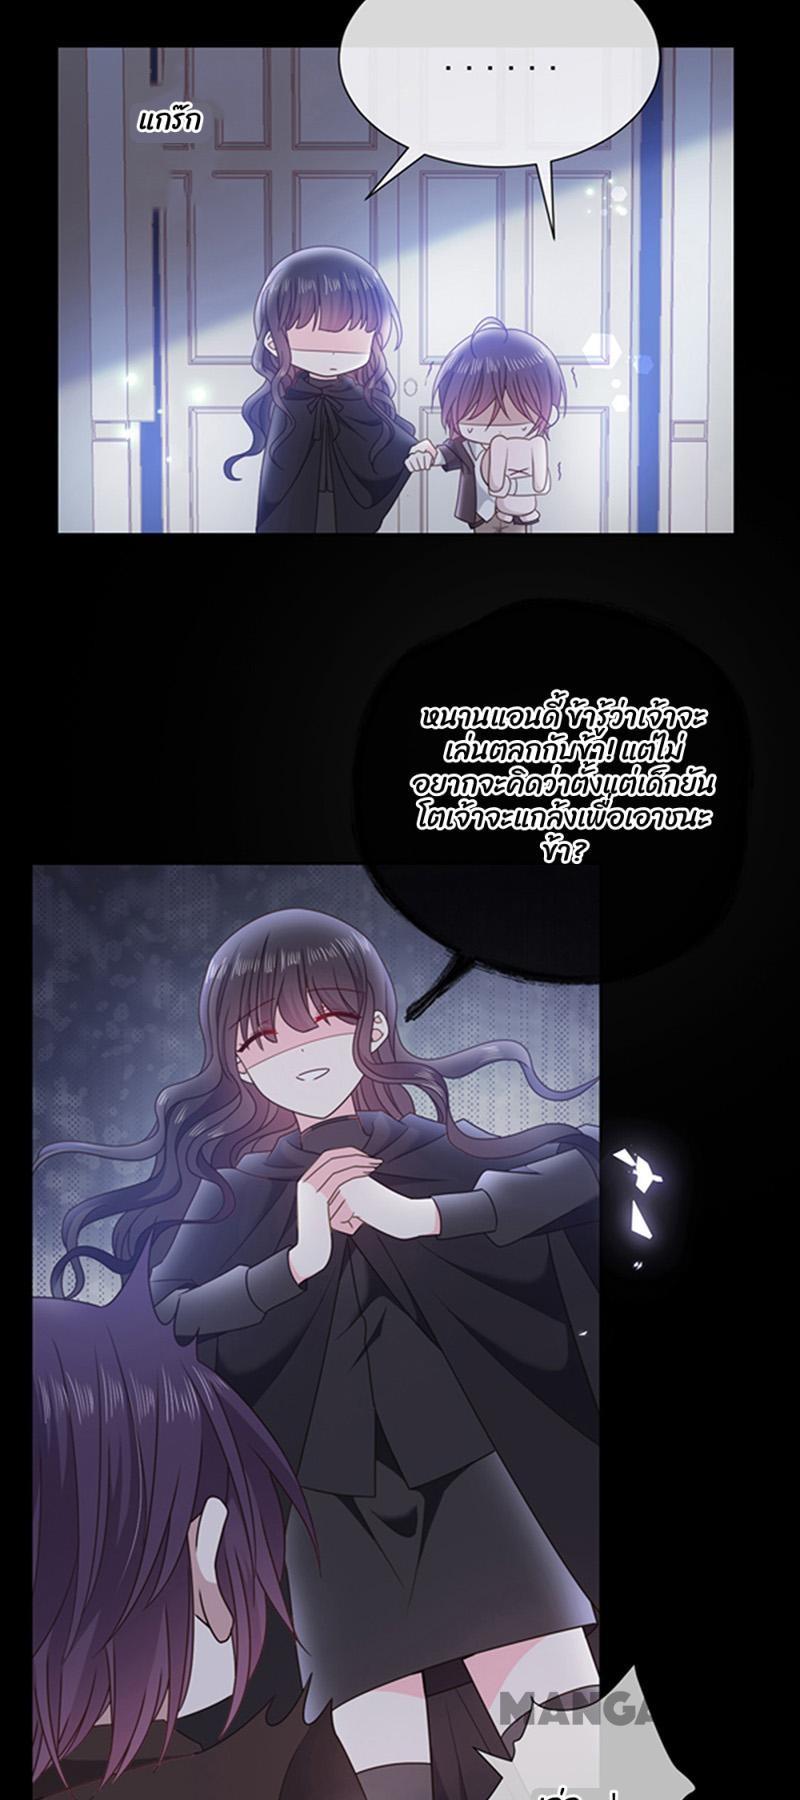 ......
แกร๊ก
หนานแอนดี้ ข้ารู้ว่าเจ้าจะ
เล่นตลกกับข้า! แต่ไม่
อยากจะคิดว่าตั้งแต่เด็กยัน
โตเจ้าจะแกล้งเพื่อเอาชนะ
ข้า?
MANGA